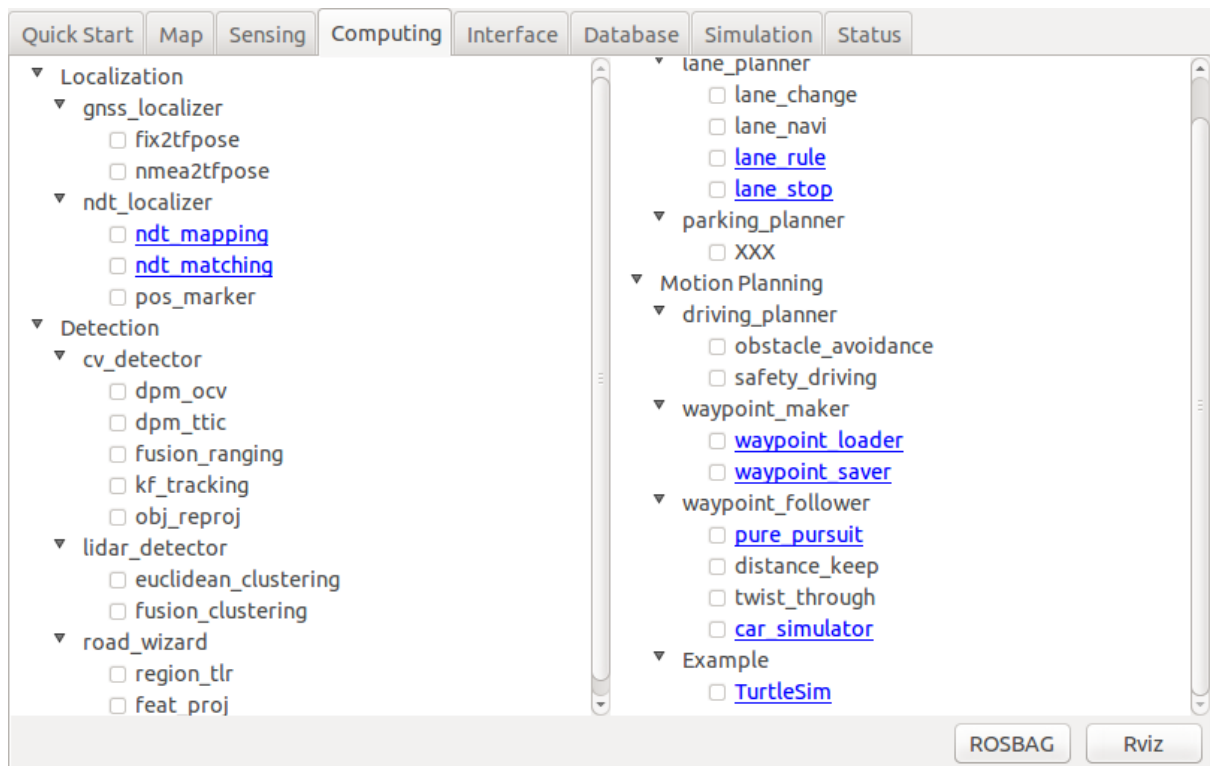 Quick Start Map Sensing Computing Interface Database Simulation Status
Localization
gnss_localizer
fix2tfpose
nmea2tfpose
ndt_localizer
ndt_mapping
ndt_matching
pos_marker
Detection
cv_detector
dpm_ocv
dpm_ttic
fusion_ranging
kf_tracking
obj_reproj
lidar_detector
euclidean_clustering
fusion_clustering
road_wizard
region_tlr
feat_proj
lane_planner
lane_change
lane_navi
lane_rule
lane_stop
parking_planner
XXX
Motion Planning
driving_planner
obstacle_avoidance
safety_driving
waypoint_maker
waypoint_loader
waypoint_saver
waypoint_follower
pure_pursuit
distance_keep
twist_through
car_simulator
Example
TurtleSim
ROSBAG Rviz